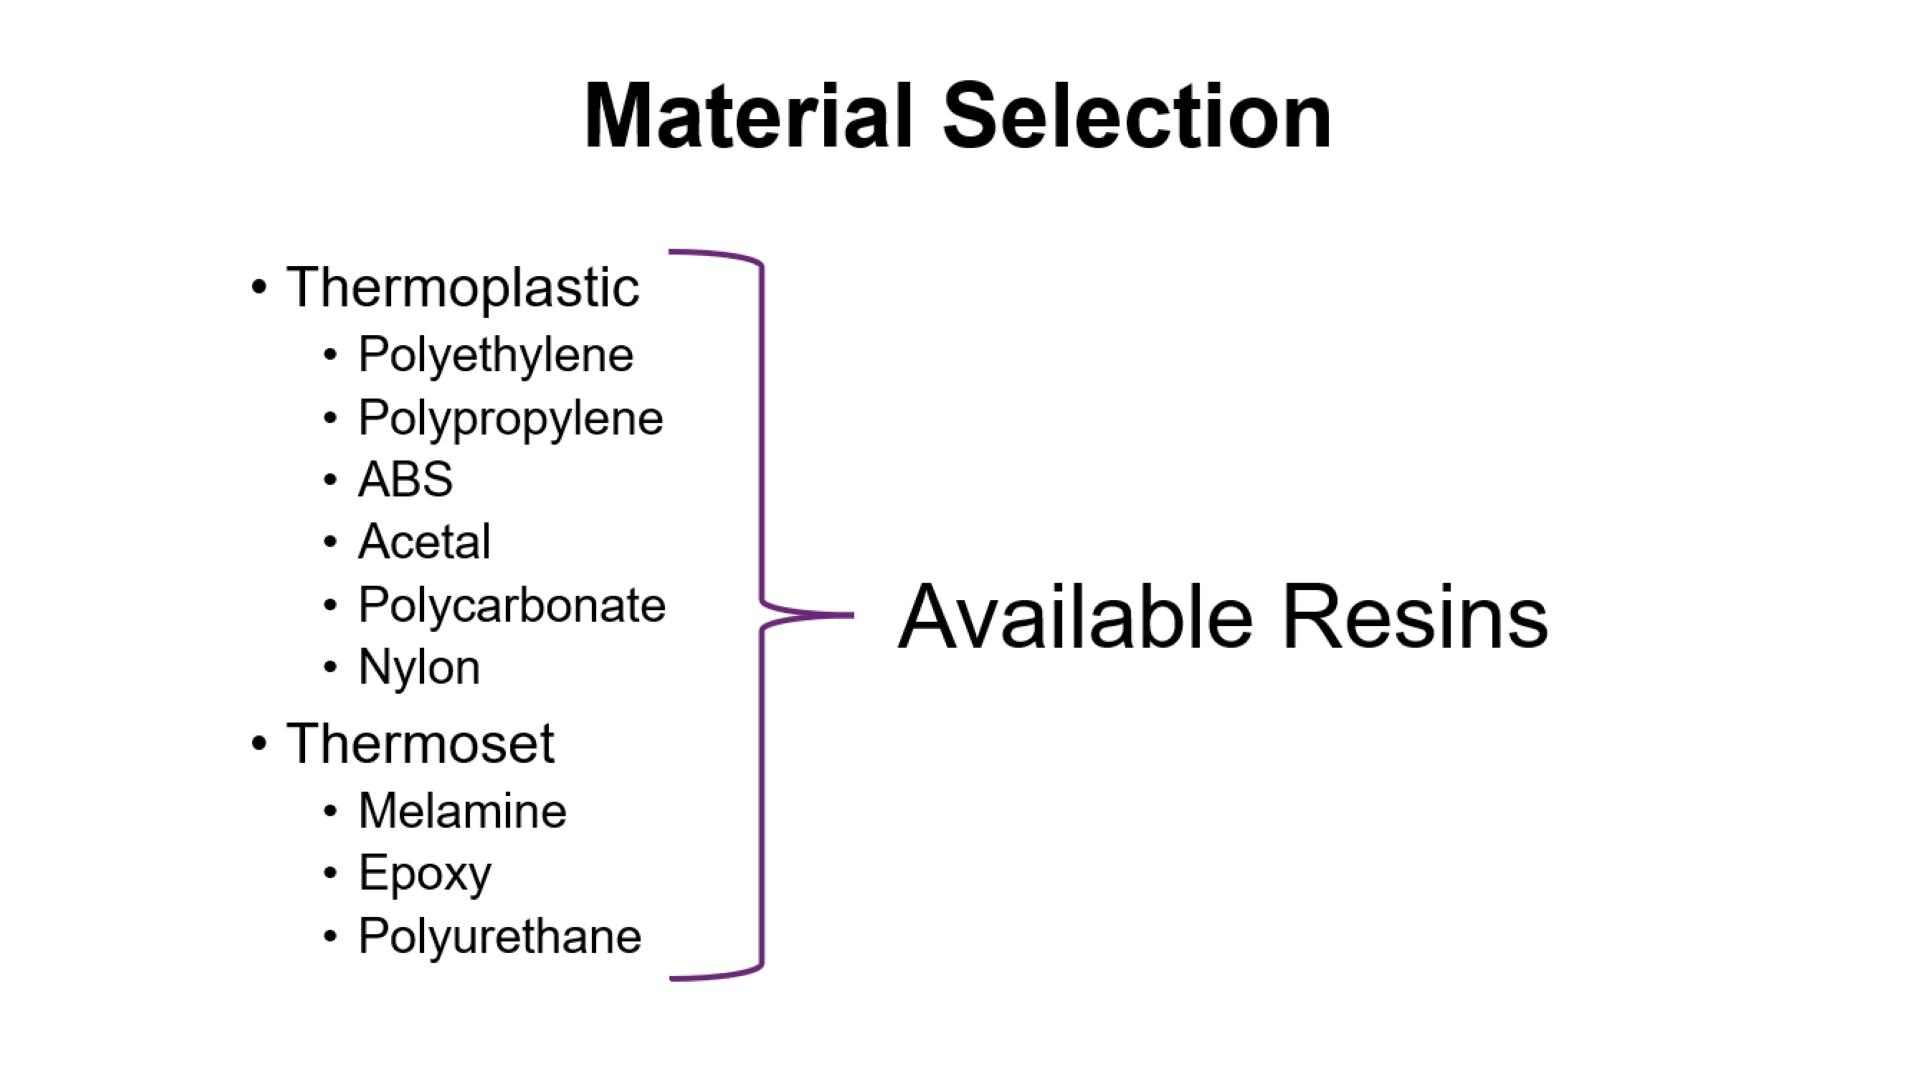 Material Selection
• Thermoplastic
• Polyethylene
• Polypropylene
• ABS
• Acetal
• Polycarbonate
• Nylon
• Thermoset
• Melamine
• Epoxy
• Polyurethane
Available Resins